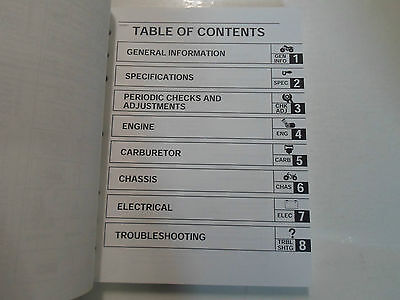 TABLE OF CONTENTS
GENERAL INFORMATION
GEN
INFO
1
SPECIFICATIONS
SPEC
2
PERIODIC CHECKS AND
ADJUSTMENTS
CHK
ADJ
3
ENGINE
ENG
4
CARBURETOR
CARB
5
CHASSIS
CHAS
6
ELECTRICAL
ELEC
7
TROUBLESHOOTING
?
TRBL
SHTG
8